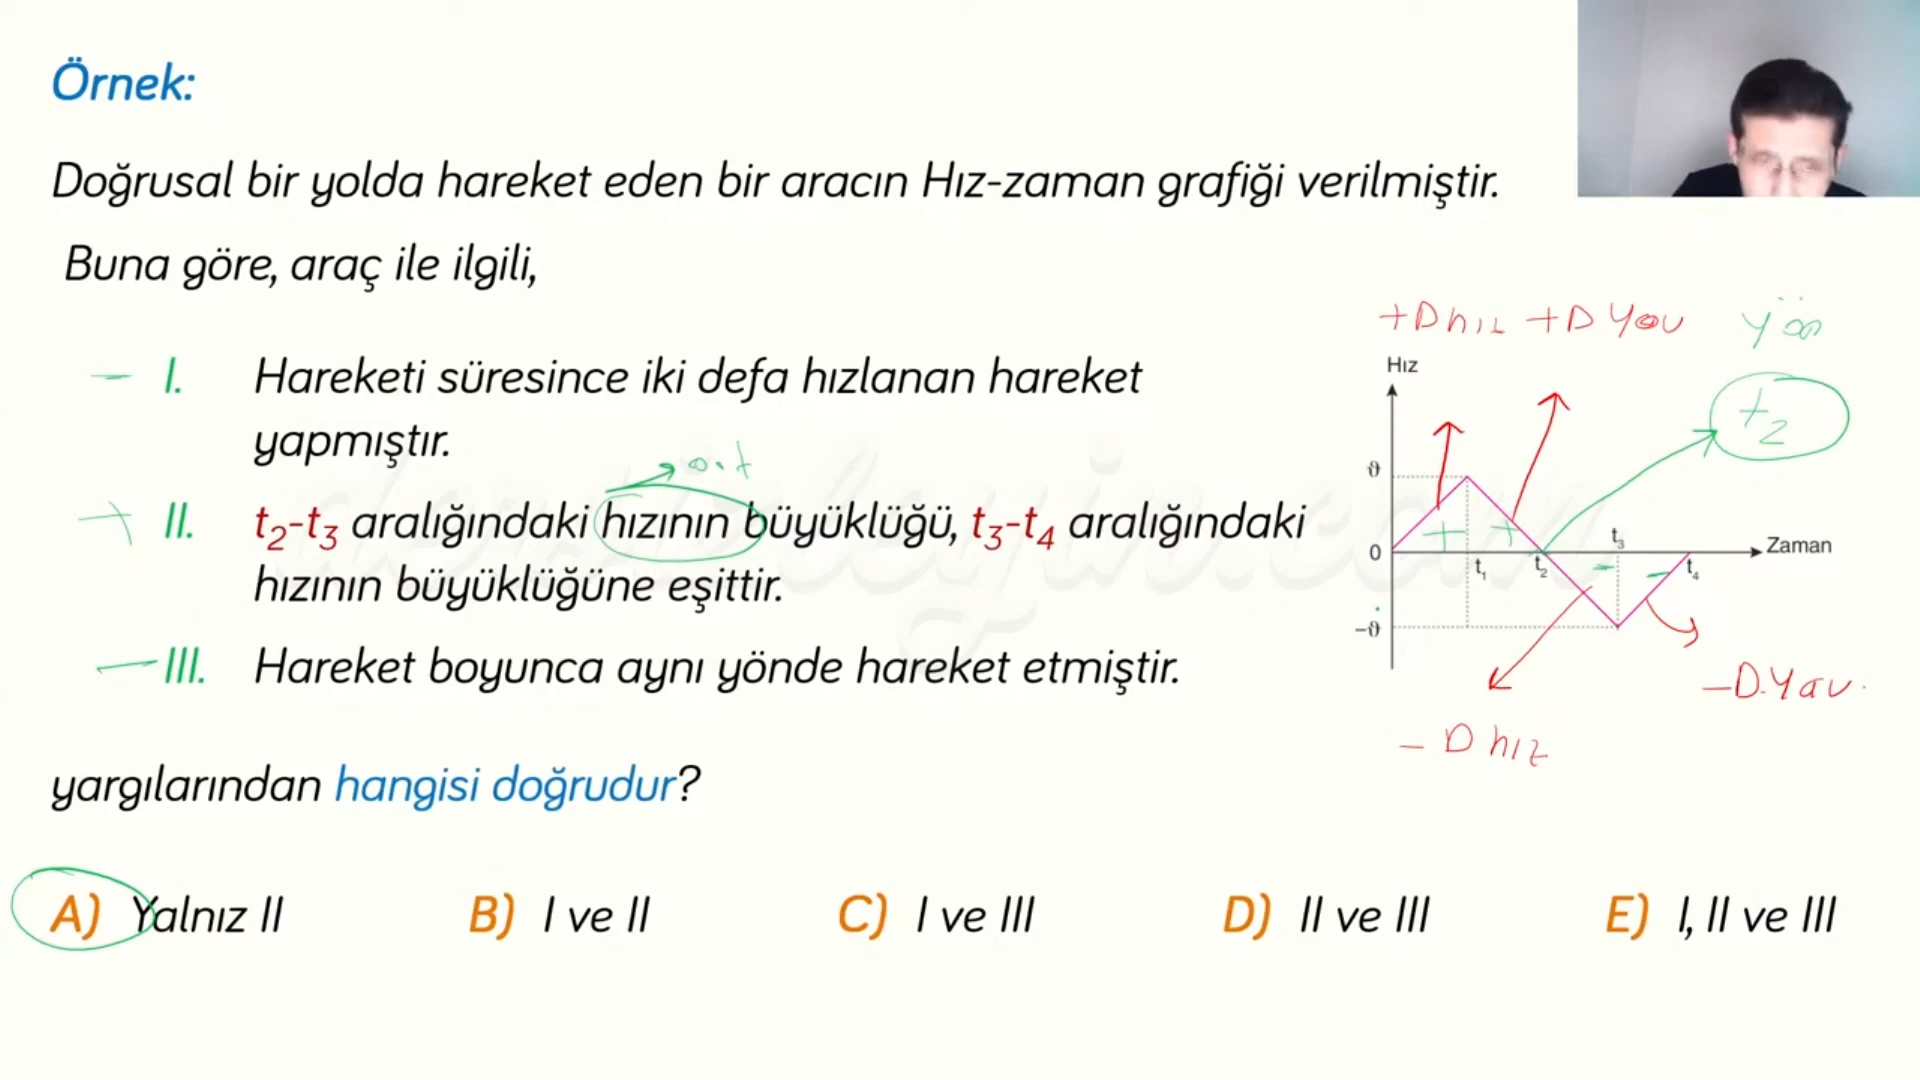 Örnek:
Doğrusal bir yolda hareket eden bir aracın Hız-zaman grafiği verilmiştir.
Buna göre, araç ile ilgili,
+D hız +D Yav yön
Hız
– I. Hareketi süresince iki defa hızlanan hareket
yapmıştır.
t2
ort
ϑ
+ II. t2-t3 aralığındaki hızının büyüklüğü, t3-t4 aralığındaki
hızının büyüklüğüne eşittir.
+ + t3
0 Zaman
t1 t2 – – t4
-ϑ
– III. Hareket boyunca aynı yönde hareket etmiştir.
–D.Yav.
– D hız
yargılarından hangisi doğrudur?
A) Yalnız II B) I ve II C) I ve III D) II ve III E) I, II ve III